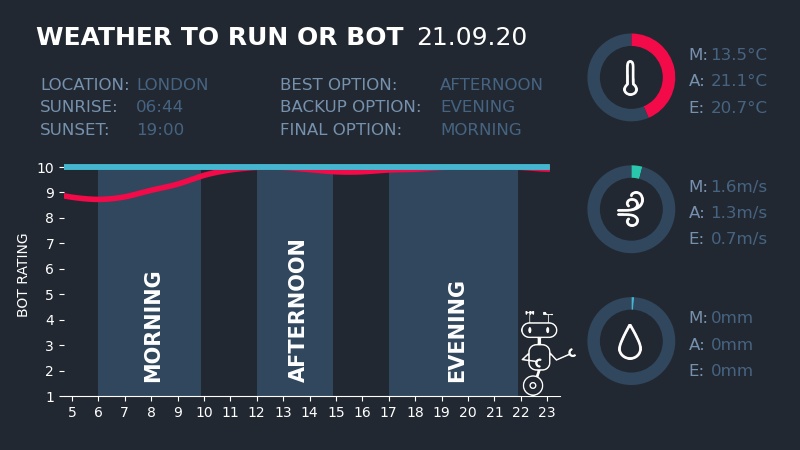 WEATHER TO RUN OR BOT 21.09.20
LOCATION: LONDON
SUNRISE: 06:44
SUNSET: 19:00
BEST OPTION: AFTERNOON
BACKUP OPTION: EVENING
FINAL OPTION: MORNING
M: 13.5°C
A: 21.1°C
E: 20.7°C
M: 1.6m/s
A: 1.3m/s
E: 0.7m/s
M: 0mm
A: 0mm
E: 0mm
BOT RATING
10
9
8
7
6
5
4
3
2
1
MORNING
AFTERNOON
EVENING
5 6 7 8 9 10 11 12 13 14 15 16 17 18 19 20 21 22 23